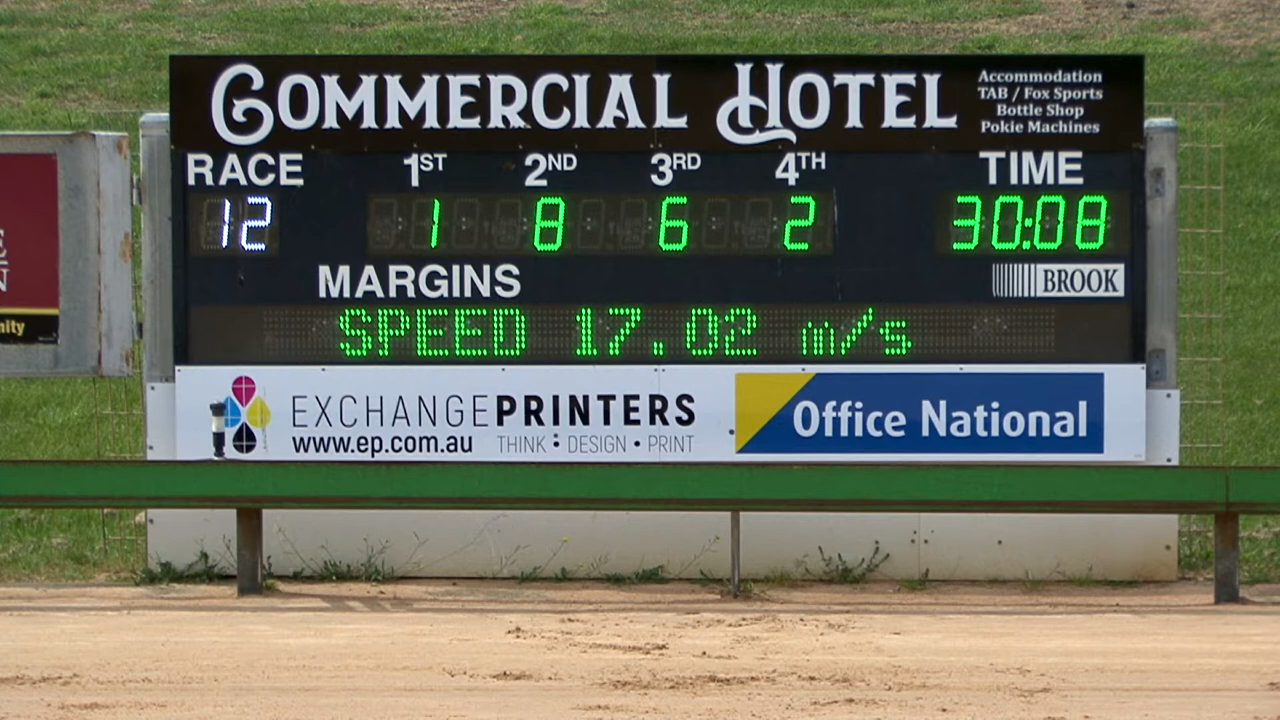 COMMERCIAL HOTEL
Accommodation
TAB / Fox Sports
Bottle Shop
Pokie Machines
RACE 1ST 2ND 3RD 4TH TIME
12 1 8 6 2 30:08
MARGINS
BROOK
SPEED 17.02 m/s
EXCHANGEPRINTERS
www.ep.com.au THINK • DESIGN • PRINT
Office National